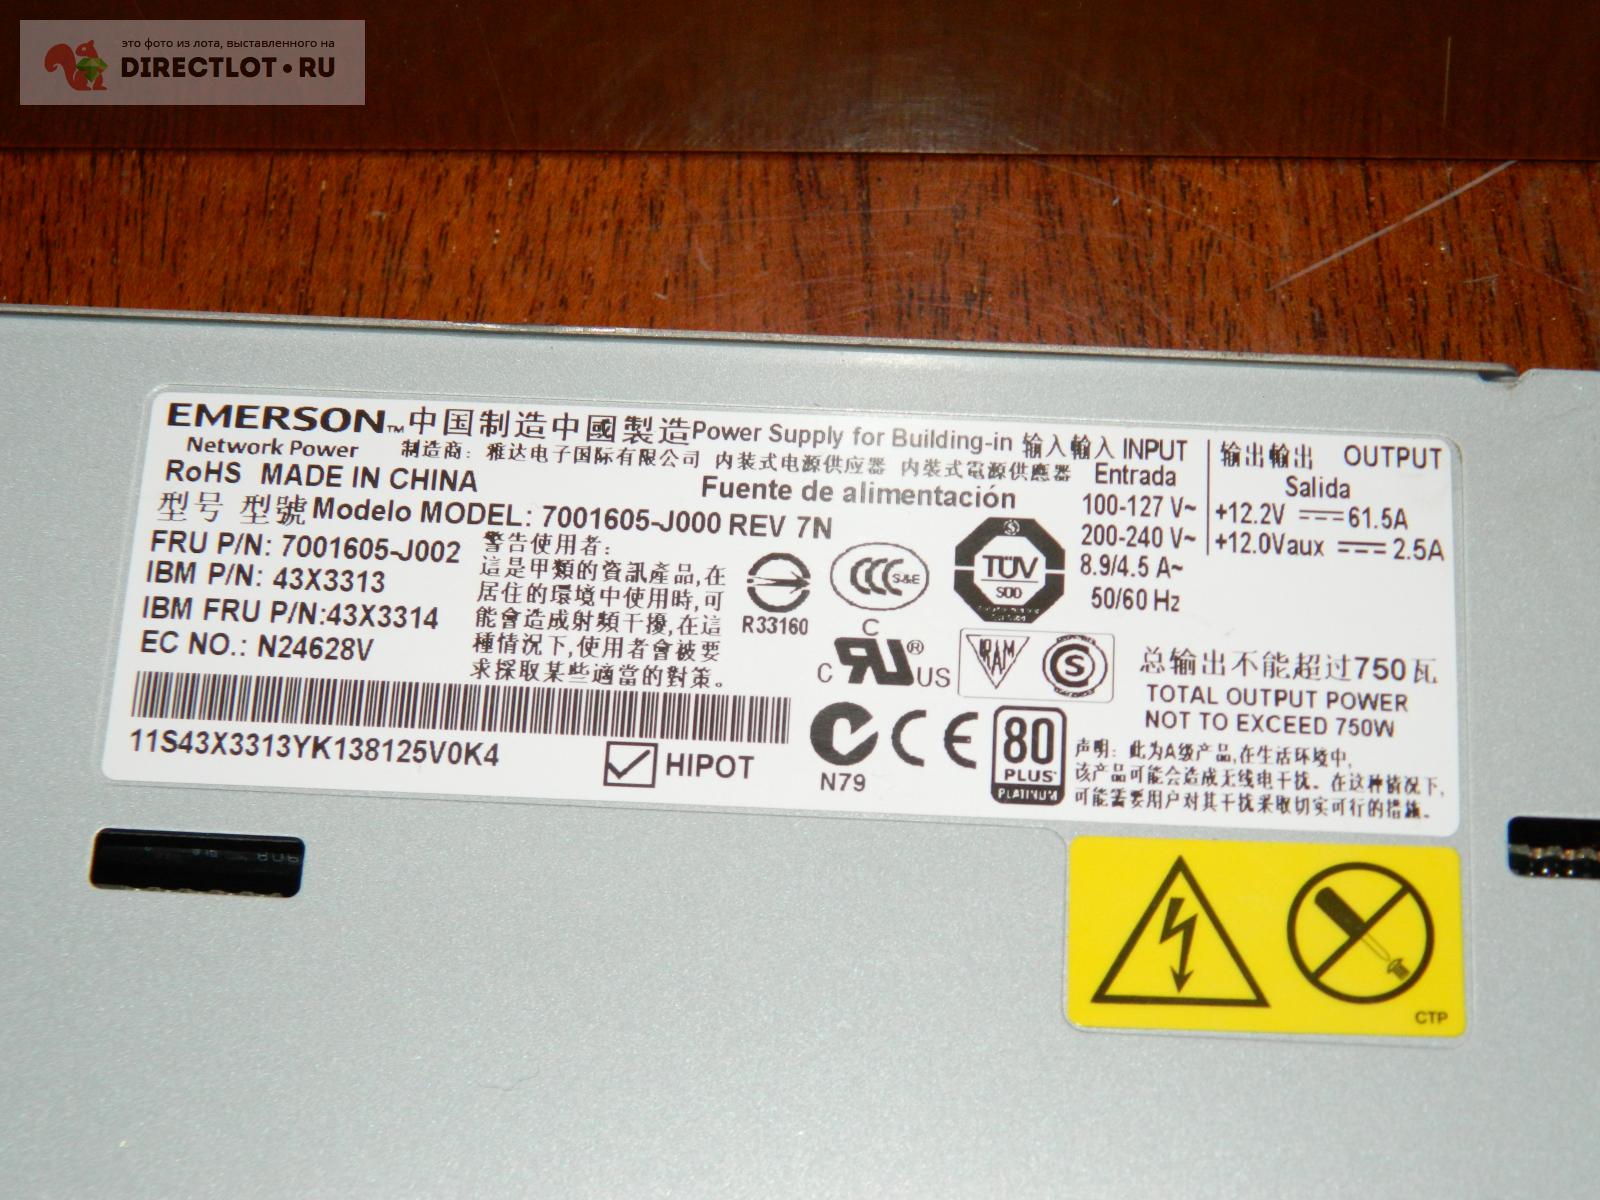 это фото из лота, выставленного на
DIRECTLOT•RU
EMERSON™ 中国制造中國製造 Power Supply for Building-in
Network Power
制造商: 雅达电子国际有限公司 内装式电源供应器 內裝式電源供應器
RoHS MADE IN CHINA
Fuente de alimentación
型号 型號 Modelo MODEL: 7001605-J000 REV 7N
FRU P/N: 7001605-J002
IBM P/N: 43X3313
IBM FRU P/N:43X3314
EC NO.: N24628V
警告使用者:
這是甲類的資訊產品,在
居住的環境中使用時,可
能會造成射頻干擾,在這
種情況下,使用者會被要
求採取某些適當的對策。
11S43X3313YK138125V0K4
HIPOT
R33160
CCC S&E
TÜV
SÜD
C
C RU® US
VRAM
S
N79
CE
80
PLUS
PLATINUM
输入輸入 INPUT
Entrada
100-127 V~
200-240 V~
8.9/4.5 A~
50/60 Hz
输出輸出 OUTPUT
Salida
+12.2V 61.5A
+12.0Vaux 2.5A
总输出不能超过750瓦
TOTAL OUTPUT POWER
NOT TO EXCEED 750W
声明: 此为A级产品,在生活环境中,
该产品可能会造成无线电干扰。在这种情况下,
可能需要用户对其干扰采取切实可行的措施。
CTP